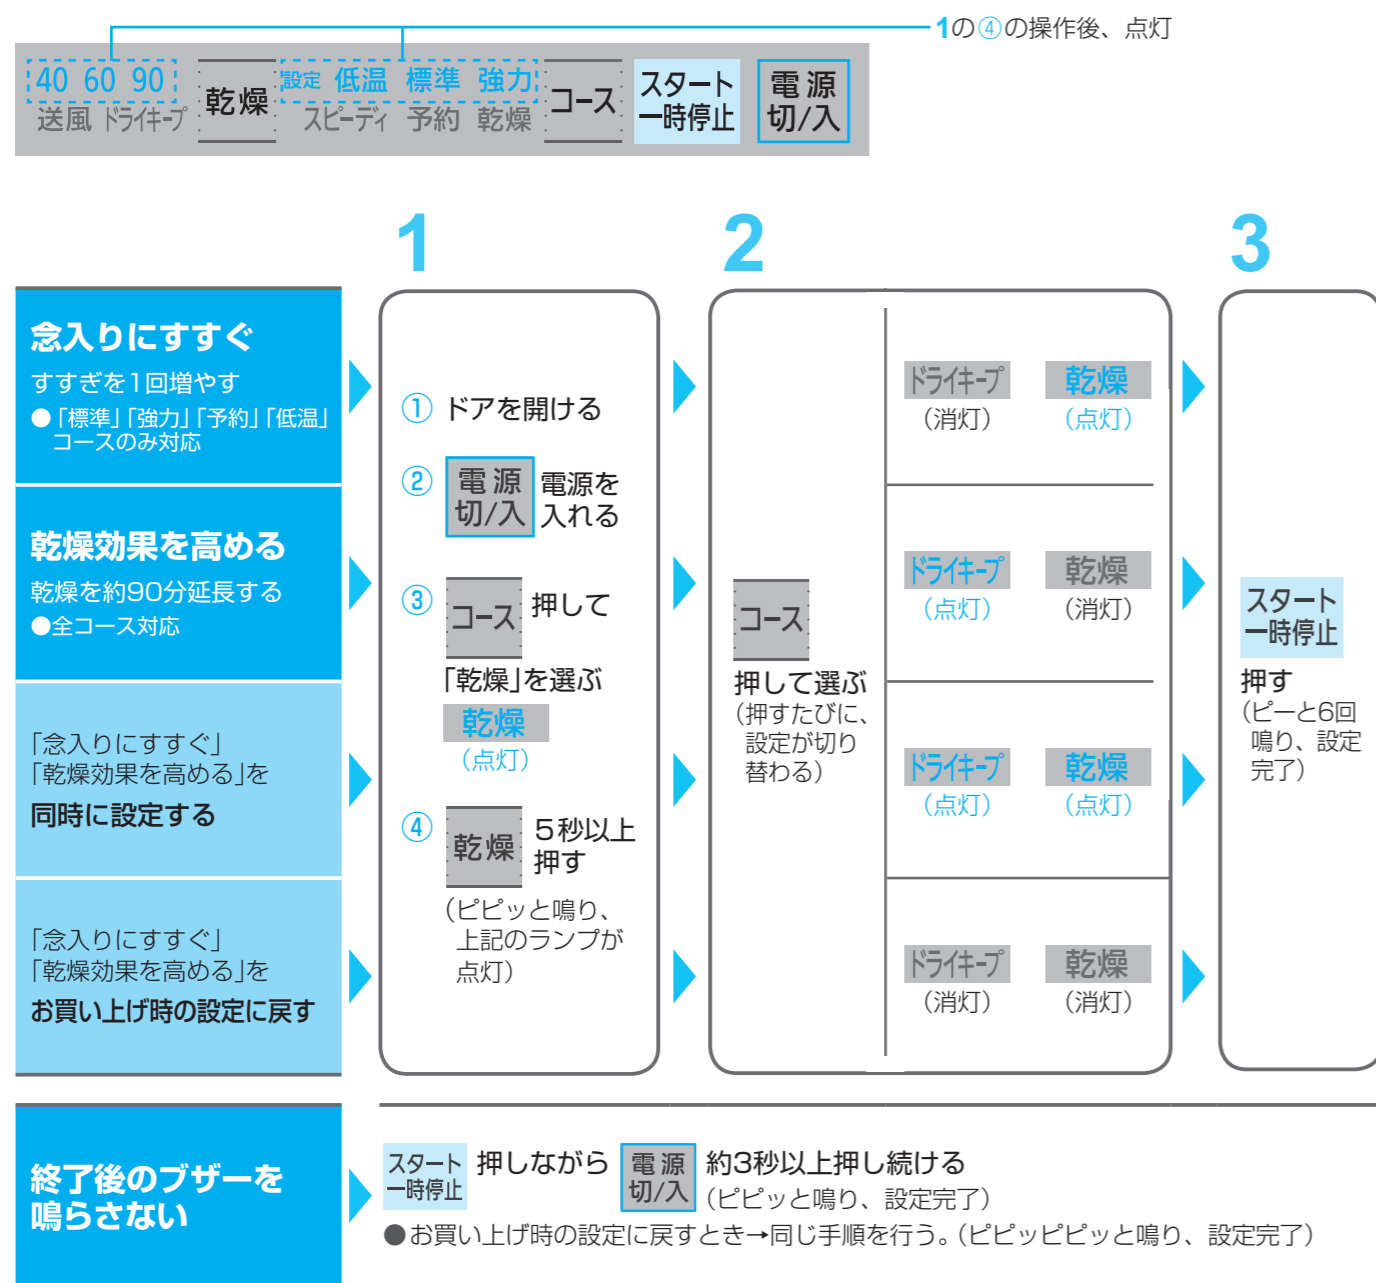 1の④の操作後、点灯
40 60 90
送風 ドライキープ
乾燥
設定 低温 標準 強力
スピーディ 予約 乾燥
コース
スタート
一時停止
電源
切/入
1
2
3
念入りにすすぐ
すすぎを1回増やす
●「標準」「強力」「予約」「低温」
コースのみ対応
乾燥効果を高める
乾燥を約90分延長する
●全コース対応
「念入りにすすぐ」
「乾燥効果を高める」を
同時に設定する
「念入りにすすぐ」
「乾燥効果を高める」を
お買い上げ時の設定に戻す
① ドアを開ける
② 電源
切/入
電源を
入れる
③ コース 押して
「乾燥」を選ぶ
乾燥
(点灯)
④ 乾燥 5秒以上
押す
(ピピッと鳴り、
上記のランプが
点灯)
コース
押して選ぶ
(押すたびに、
設定が切り
替わる)
ドライキープ 乾燥
(消灯) (点灯)
ドライキープ 乾燥
(点灯) (消灯)
ドライキープ 乾燥
(点灯) (点灯)
ドライキープ 乾燥
(消灯) (消灯)
スタート
一時停止
押す
(ピーと6回
鳴り、設定
完了)
終了後のブザーを
鳴らさない
スタート
一時停止
押しながら
電源
切/入
約3秒以上押し続ける
(ピピッと鳴り、設定完了)
●お買い上げ時の設定に戻すとき→同じ手順を行う。(ピピッピピッと鳴り、設定完了)